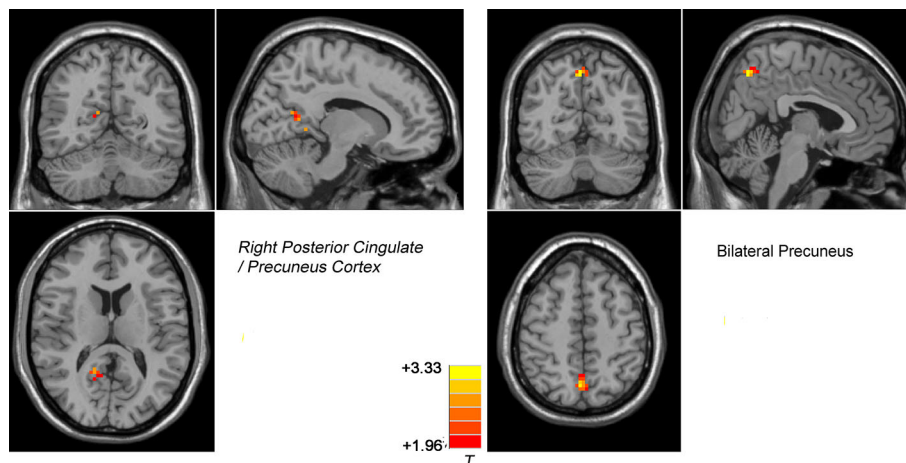 Right Posterior Cingulate
/ Precuneus Cortex
Bilateral Precuneus
+3.33
+1.96
T